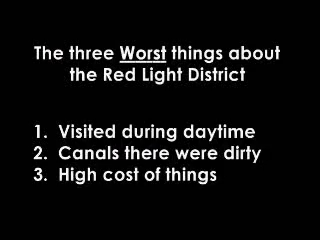 The three Worst things about
the Red Light District
1. Visited during daytime
2. Canals there were dirty
3. High cost of things